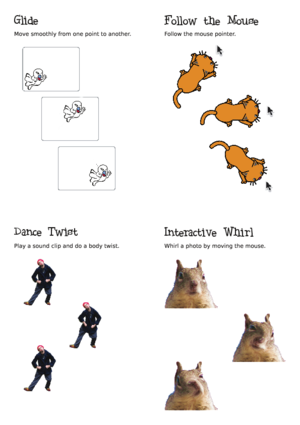 Glide
Move smoothly from one point to another.
Follow the Mouse
Follow the mouse pointer.
Dance Twist
Play a sound clip and do a body twist.
Interactive Whirl
Whirl a photo by moving the mouse.